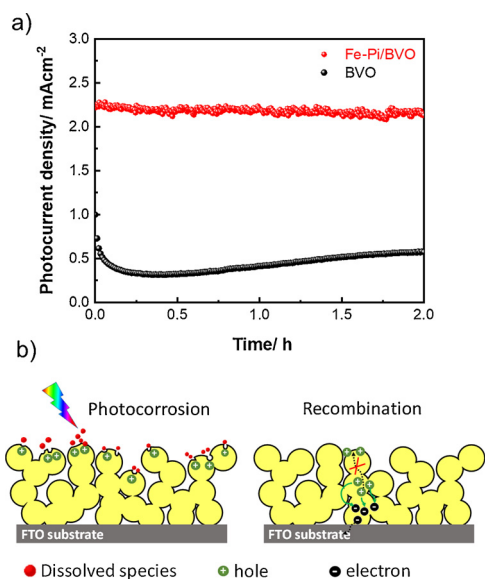 a)
3.0
2.5
2.0
1.5
1.0
0.5
0.0
Photocurrent density/ mAcm-2
Fe-Pi/BVO
BVO
0.0 0.5 1.0 1.5 2.0
Time/ h
b)
Photocorrosion
Recombination
FTO substrate
FTO substrate
Dissolved species
hole
electron